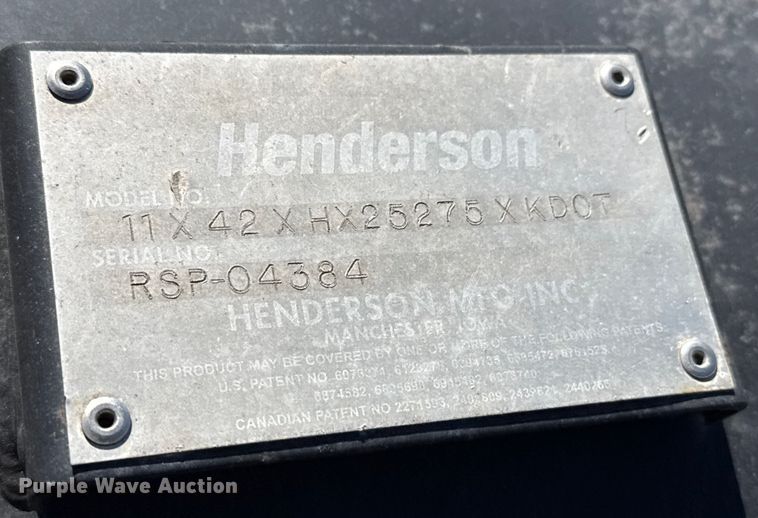 Henderson
MODEL NO.
11 X 42 X HX25275 X KDOT
SERIAL NO.
RSP-04384
HENDERSON MFG INC
MANCHESTER IOWA
THIS PRODUCT MAY BE COVERED BY ONE OR MORE OF THE FOLLOWING PATENTS
U.S. PATENT NO.
CANADIAN PATENT NO
Purple Wave Auction